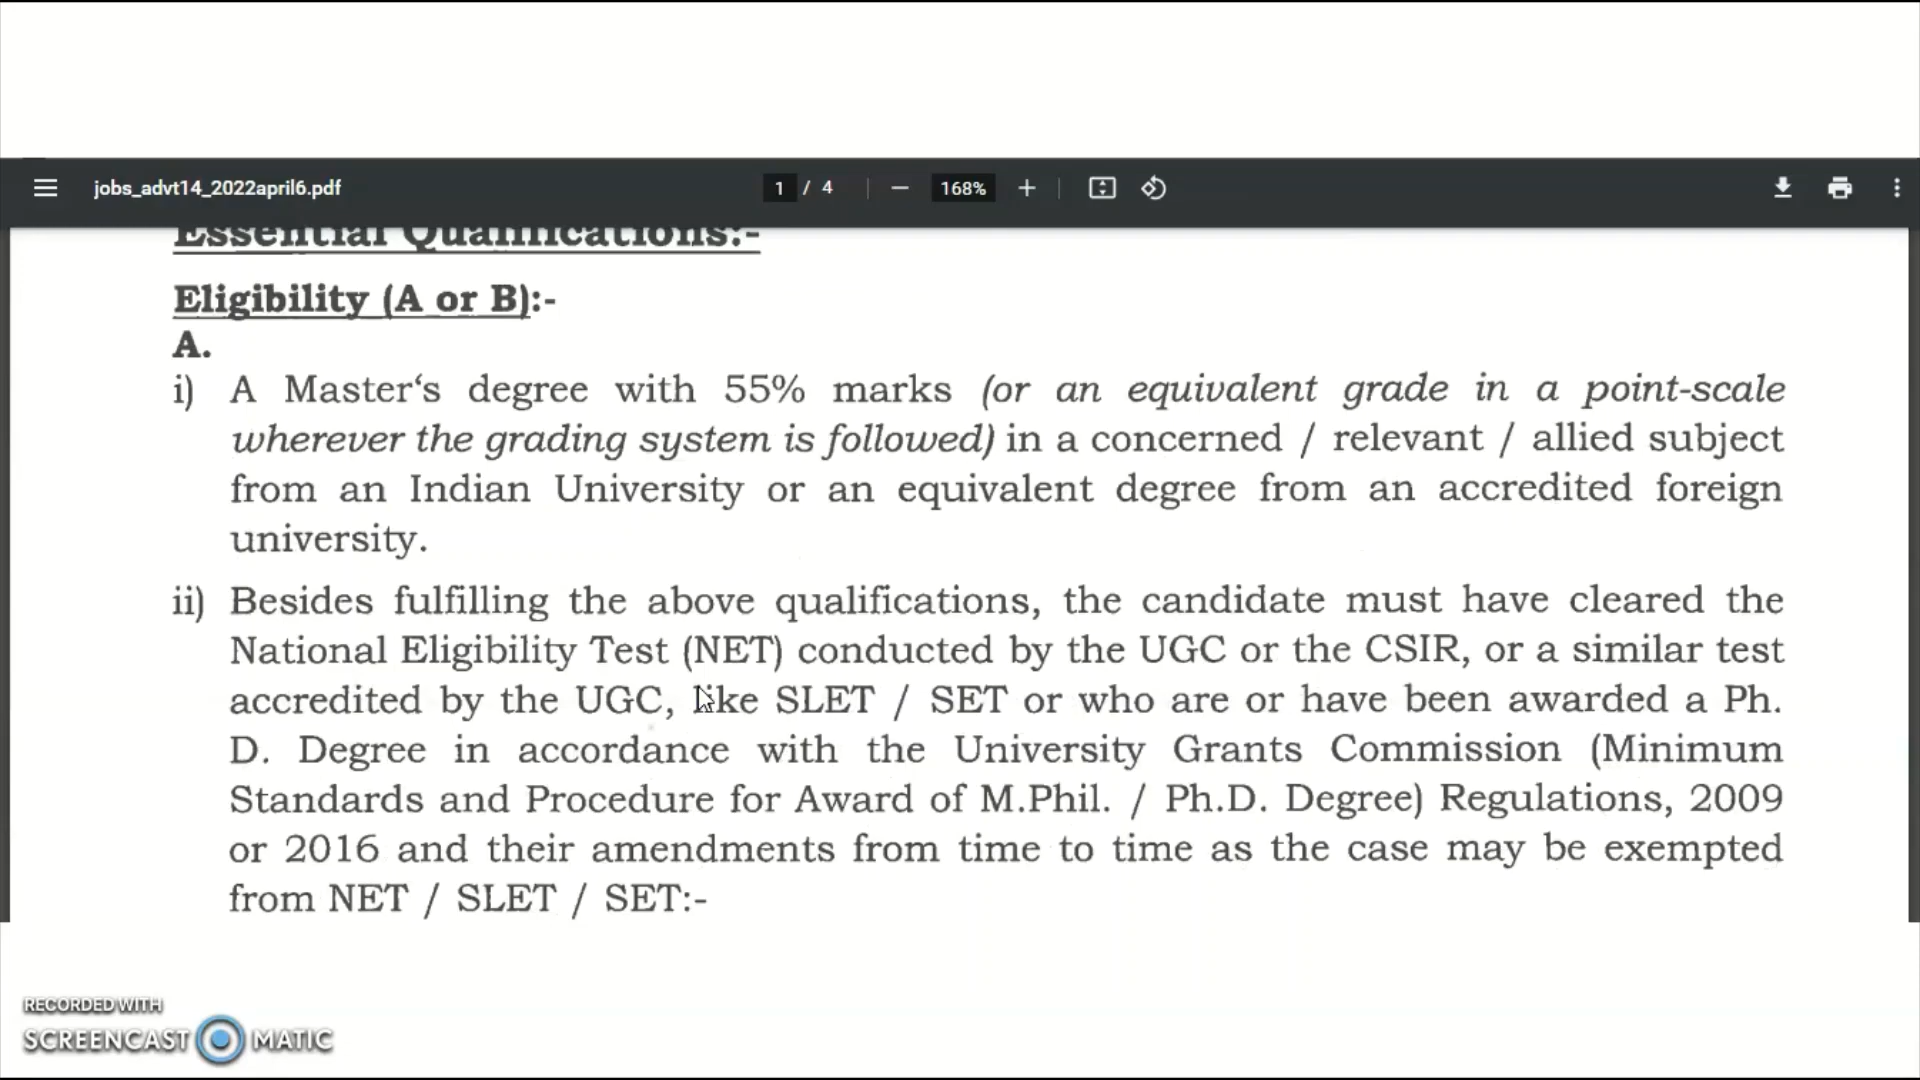 jobs_advt14_2022april6.pdf
1 / 4
168%
Essential Qualifications:-
Eligibility (A or B):-
A.
i) A Master‘s degree with 55% marks (or an equivalent grade in a point-scale
wherever the grading system is followed) in a concerned / relevant / allied subject
from an Indian University or an equivalent degree from an accredited foreign
university.
ii) Besides fulfilling the above qualifications, the candidate must have cleared the
National Eligibility Test (NET) conducted by the UGC or the CSIR, or a similar test
accredited by the UGC, like SLET / SET or who are or have been awarded a Ph.
D. Degree in accordance with the University Grants Commission (Minimum
Standards and Procedure for Award of M.Phil. / Ph.D. Degree) Regulations, 2009
or 2016 and their amendments from time to time as the case may be exempted
from NET / SLET / SET:-
RECORDED WITH
SCREENCAST MATIC